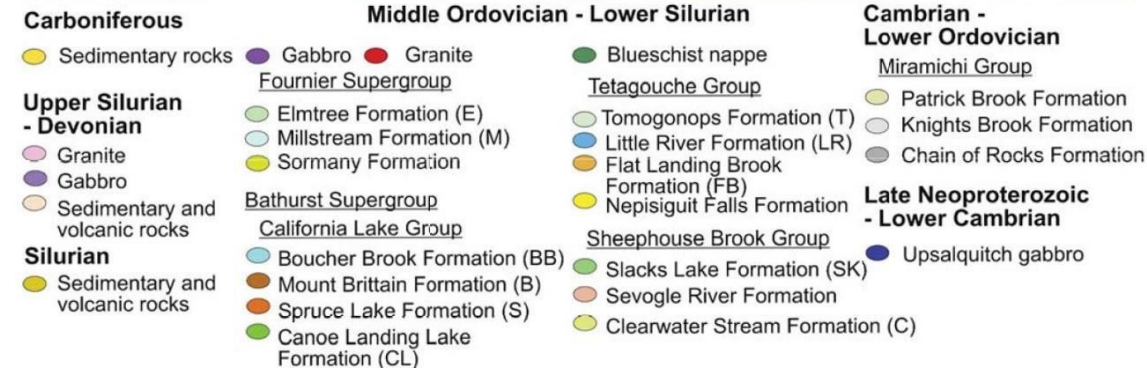 Carboniferous
Sedimentary rocks
Upper Silurian
- Devonian
Granite
Gabbro
Sedimentary and
volcanic rocks
Silurian
Sedimentary and
volcanic rocks
Middle Ordovician - Lower Silurian
Gabbro
Granite
Fournier Supergroup
Elmtree Formation (E)
Millstream Formation (M)
Sormany Formation
Bathurst Supergroup
California Lake Group
Boucher Brook Formation (BB)
Mount Brittain Formation (B)
Spruce Lake Formation (S)
Canoe Landing Lake
Formation (CL)
Blueschist nappe
Tetagouche Group
Tomogonops Formation (T)
Little River Formation (LR)
Flat Landing Brook
Formation (FB)
Nepisiguit Falls Formation
Sheephouse Brook Group
Slacks Lake Formation (SK)
Sevogle River Formation
Clearwater Stream Formation (C)
Cambrian -
Lower Ordovician
Miramichi Group
Patrick Brook Formation
Knights Brook Formation
Chain of Rocks Formation
Late Neoproterozoic
- Lower Cambrian
Upsalquitch gabbro